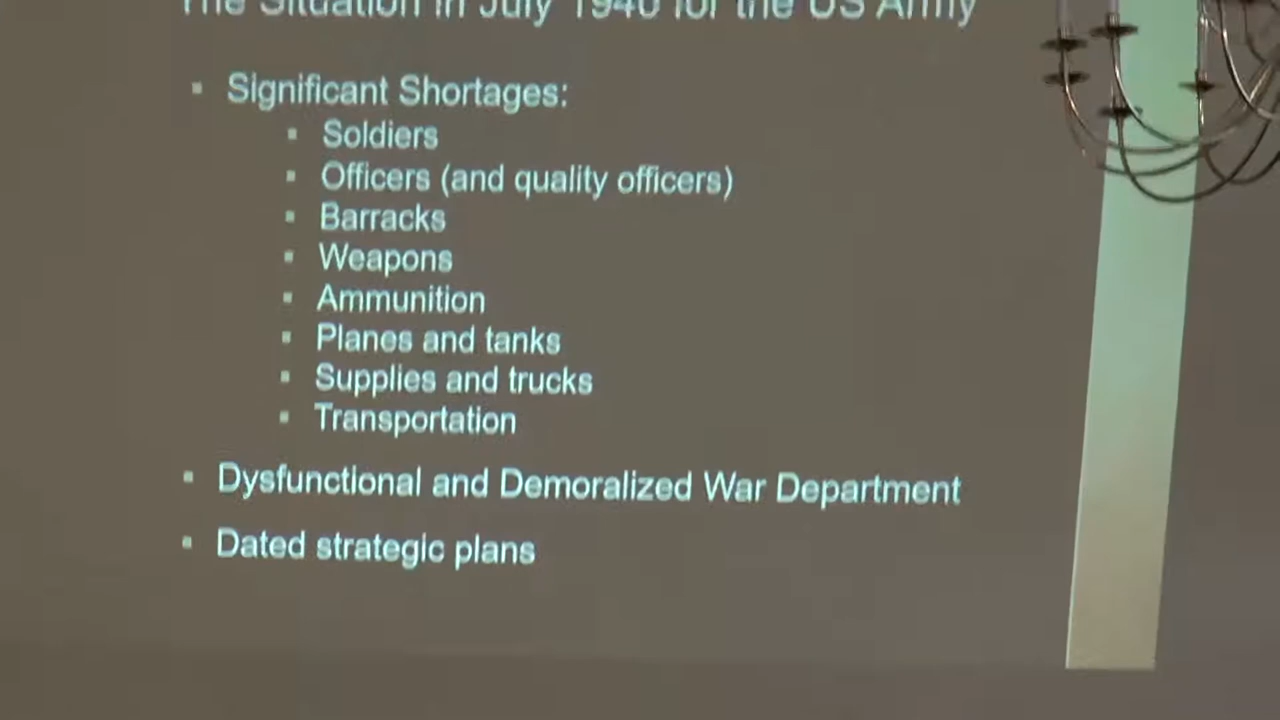 The Situation in July 1940 for the US Army
Significant Shortages:
Soldiers
Officers (and quality officers)
Barracks
Weapons
Ammunition
Planes and tanks
Supplies and trucks
Transportation
Dysfunctional and Demoralized War Department
Dated strategic plans